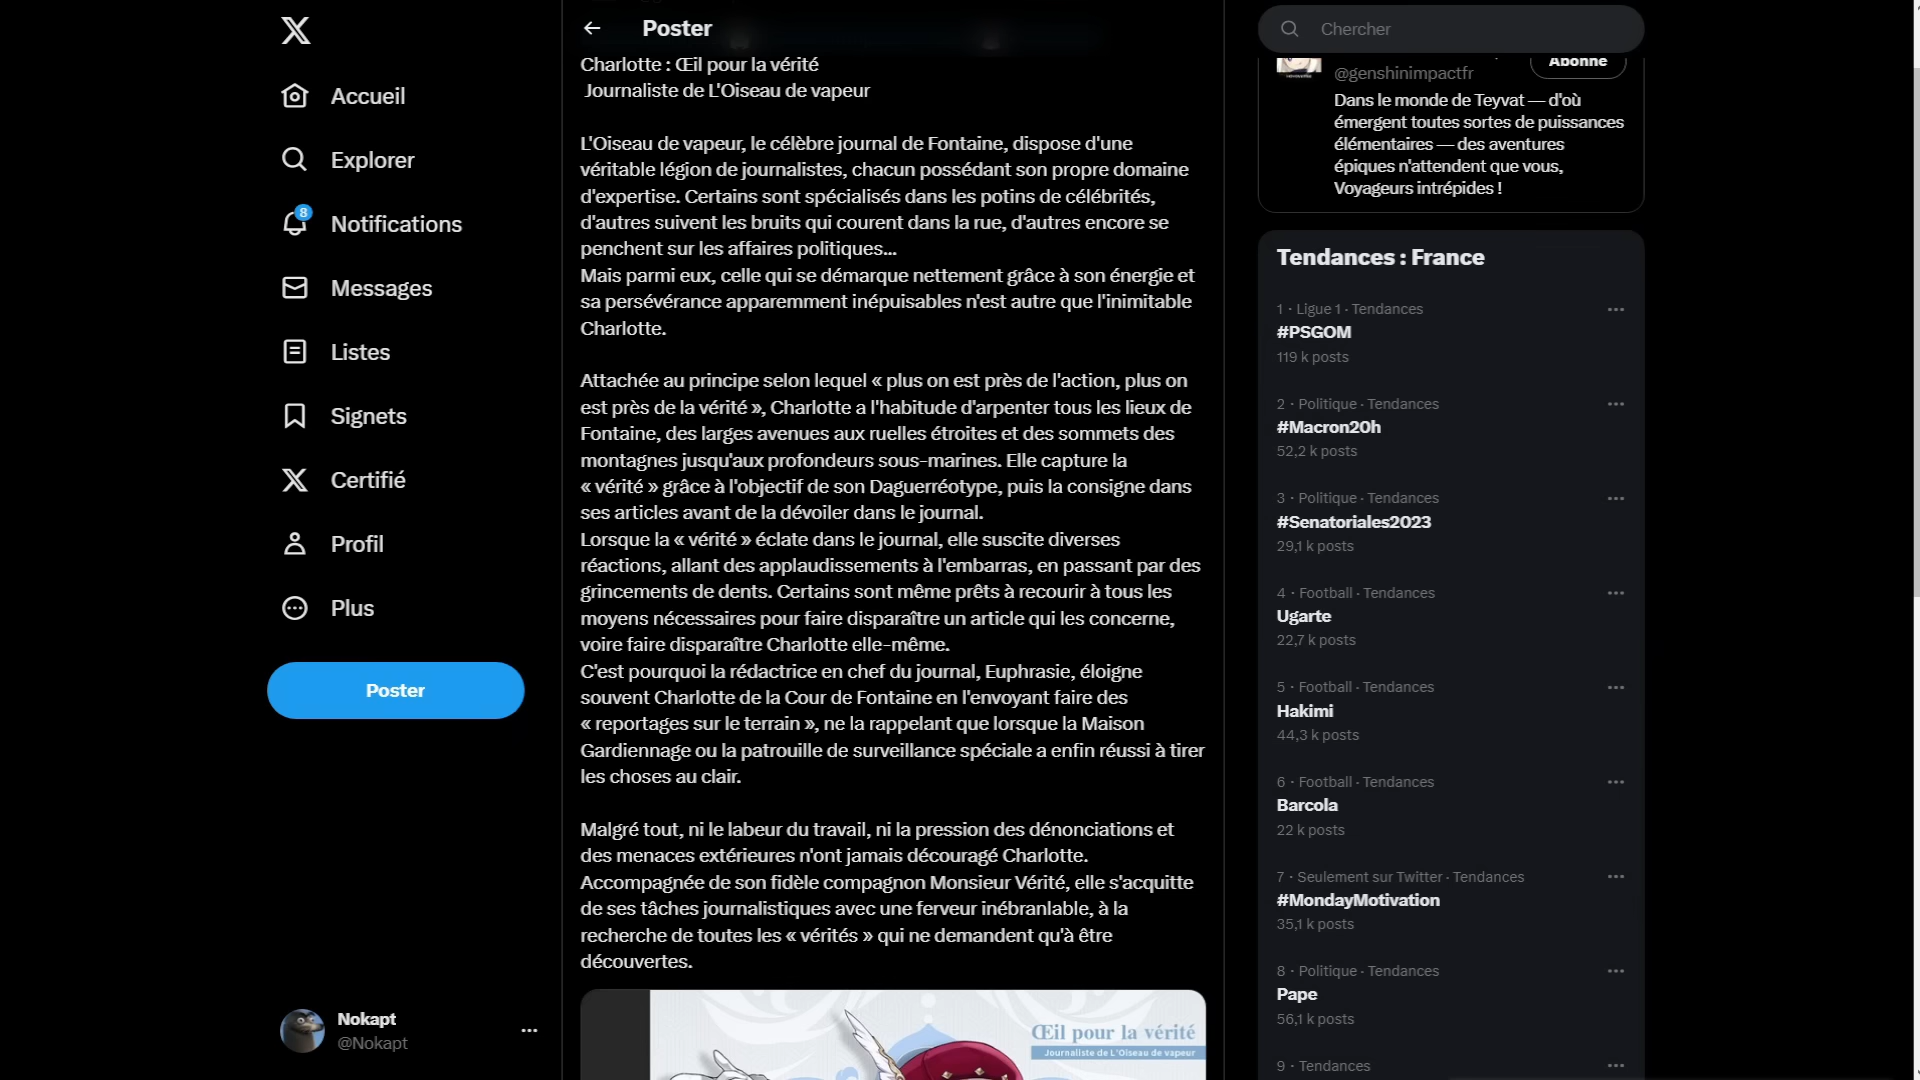 Accueil
Explorer
8
Notifications
Messages
Listes
Signets
Certifié
Profil
Plus
Poster
Nokapt
@Nokapt
Poster
Charlotte : Œil pour la vérité
Journaliste de L'Oiseau de vapeur
L'Oiseau de vapeur, le célèbre journal de Fontaine, dispose d'une
véritable légion de journalistes, chacun possédant son propre domaine
d'expertise. Certains sont spécialisés dans les potins de célébrités,
d'autres suivent les bruits qui courent dans la rue, d'autres encore se
penchent sur les affaires politiques...
Mais parmi eux, celle qui se démarque nettement grâce à son énergie et
sa persévérance apparemment inépuisables n'est autre que l'inimitable
Charlotte.
Attachée au principe selon lequel « plus on est près de l'action, plus on
est près de la vérité », Charlotte a l'habitude d'arpenter tous les lieux de
Fontaine, des larges avenues aux ruelles étroites et des sommets des
montagnes jusqu'aux profondeurs sous-marines. Elle capture la
« vérité » grâce à l'objectif de son Daguerréotype, puis la consigne dans
ses articles avant de la dévoiler dans le journal.
Lorsque la « vérité » éclate dans le journal, elle suscite diverses
réactions, allant des applaudissements à l'embarras, en passant par des
grincements de dents. Certains sont même prêts à recourir à tous les
moyens nécessaires pour faire disparaître un article qui les concerne,
voire faire disparaître Charlotte elle-même.
C'est pourquoi la rédactrice en chef du journal, Euphrasie, éloigne
souvent Charlotte de la Cour de Fontaine en l'envoyant faire des
« reportages sur le terrain », ne la rappelant que lorsque la Maison
Gardiennage ou la patrouille de surveillance spéciale a enfin réussi à tirer
les choses au clair.
Malgré tout, ni le labeur du travail, ni la pression des dénonciations et
des menaces extérieures n'ont jamais découragé Charlotte.
Accompagnée de son fidèle compagnon Monsieur Vérité, elle s'acquitte
de ses tâches journalistiques avec une ferveur inébranlable, à la
recherche de toutes les « vérités » qui ne demandent qu'à être
découvertes.
Œil pour la vérité
Journaliste de L'Oiseau de vapeur
Chercher
Abonné
@genshinimpactfr
Dans le monde de Teyvat — d'où
émergent toutes sortes de puissances
élémentaires — des aventures
épiques n'attendent que vous,
Voyageurs intrépides !
Tendances : France
1 · Ligue 1 · Tendances
#PSGOM
119 k posts
2 · Politique · Tendances
#Macron20h
52,2 k posts
3 · Politique · Tendances
#Senatoriales2023
29,1 k posts
4 · Football · Tendances
Ugarte
22,7 k posts
5 · Football · Tendances
Hakimi
44,3 k posts
6 · Football · Tendances
Barcola
22 k posts
7 · Seulement sur Twitter · Tendances
#MondayMotivation
35,1 k posts
8 · Politique · Tendances
Pape
56,1 k posts
9 · Tendances